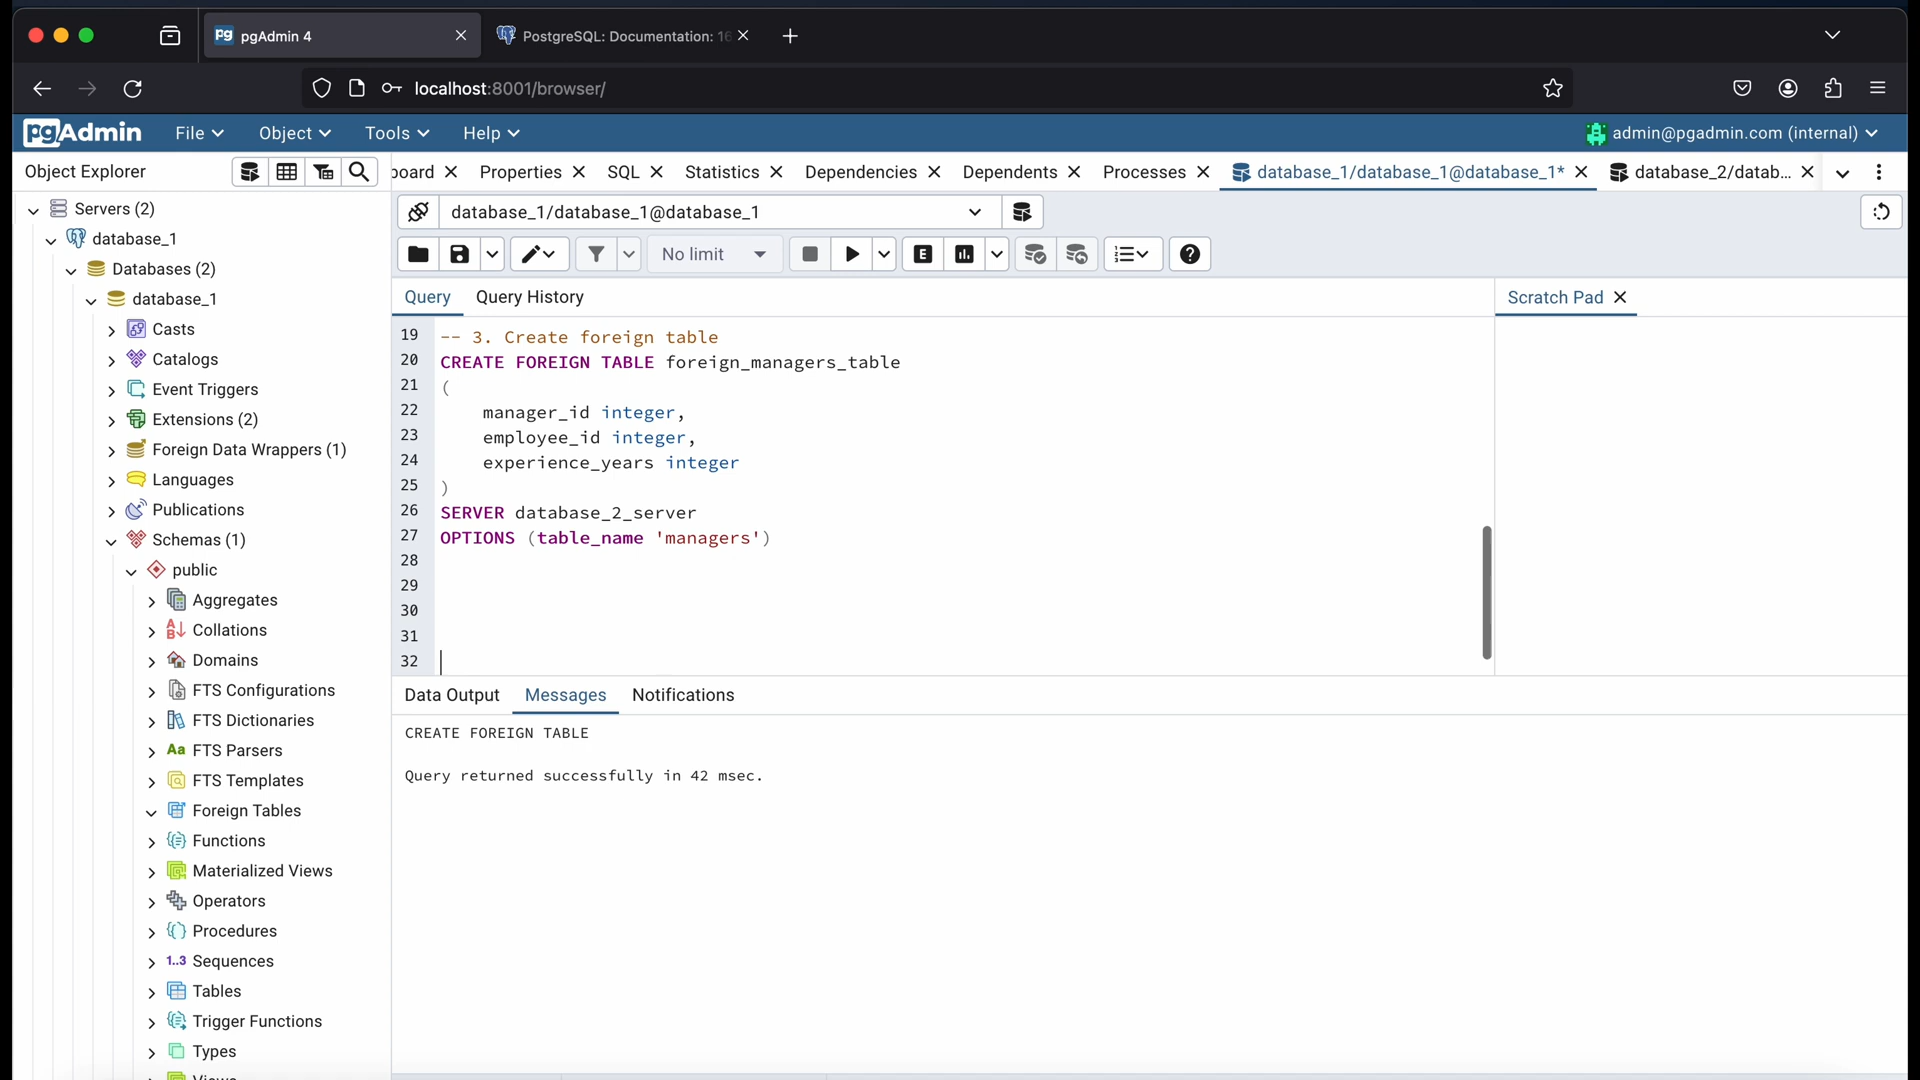 pgAdmin 4
PostgreSQL: Documentation: 16
localhost:8001/browser/
pgAdmin File Object Tools Help admin@pgadmin.com (internal)
Object Explorer
board Properties SQL Statistics Dependencies Dependents Processes database_1/database_1@database_1* database_2/datab...
Servers (2)
database_1
Databases (2)
database_1
Casts
Catalogs
Event Triggers
Extensions (2)
Foreign Data Wrappers (1)
Languages
Publications
Schemas (1)
public
Aggregates
Collations
Domains
FTS Configurations
FTS Dictionaries
Aa FTS Parsers
FTS Templates
Foreign Tables
Functions
Materialized Views
Operators
Procedures
1..3 Sequences
Tables
Trigger Functions
Types
Views
database_1/database_1@database_1
No limit
E
Query Query History
Scratch Pad
19 -- 3. Create foreign table
20 CREATE FOREIGN TABLE foreign_managers_table
21 (
22 manager_id integer,
23 employee_id integer,
24 experience_years integer
25 )
26 SERVER database_2_server
27 OPTIONS (table_name 'managers')
28
29
30
31
32
Data Output Messages Notifications
CREATE FOREIGN TABLE
Query returned successfully in 42 msec.